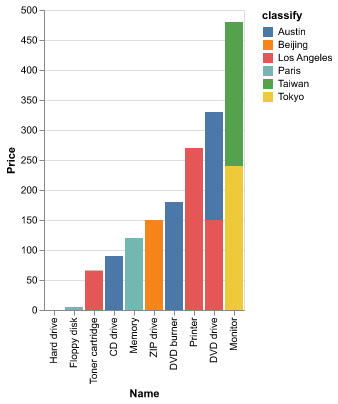 500
450
400
350
300
250
200
150
100
50
0
Price
Hard drive
Floppy disk
Toner cartridge
CD drive
Memory
ZIP drive
DVD burner
Printer
DVD drive
Monitor
Name
classify
Austin
Beijing
Los Angeles
Paris
Taiwan
Tokyo